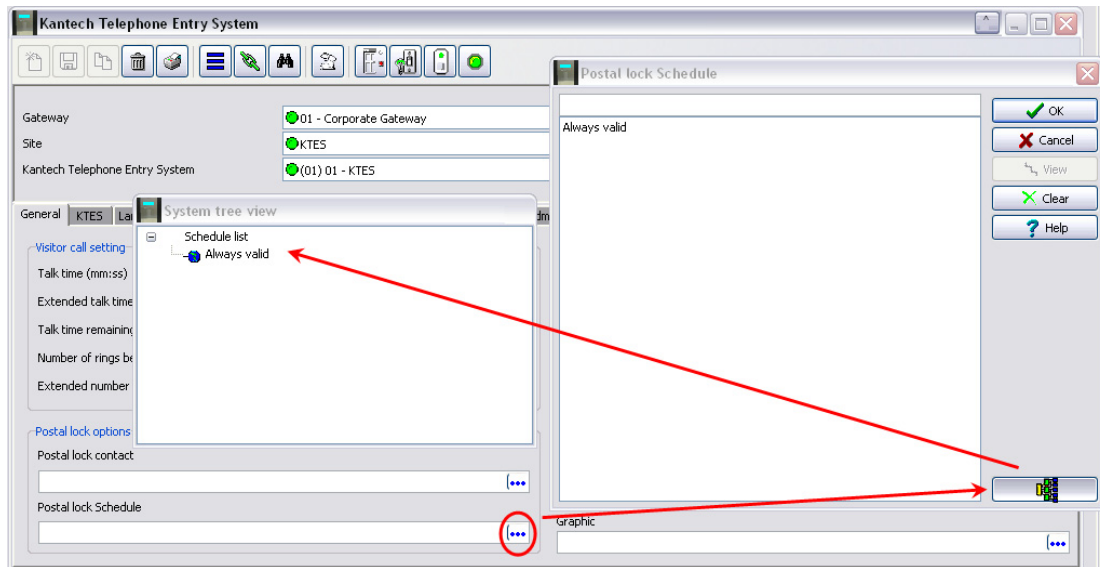 Kantech Telephone Entry System
Postal lock Schedule
OK
Cancel
View
Clear
Help
Always valid
Gateway
01 - Corporate Gateway
Site
KTES
Kantech Telephone Entry System
(01) 01 - KTES
General KTES
System tree view
Schedule list
Always valid
Visitor call setting
Talk time (mm:ss)
Extended talk time
Talk time remaining
Number of rings
Extended number
Postal lock options
Postal lock contact
Postal lock Schedule
Graphic